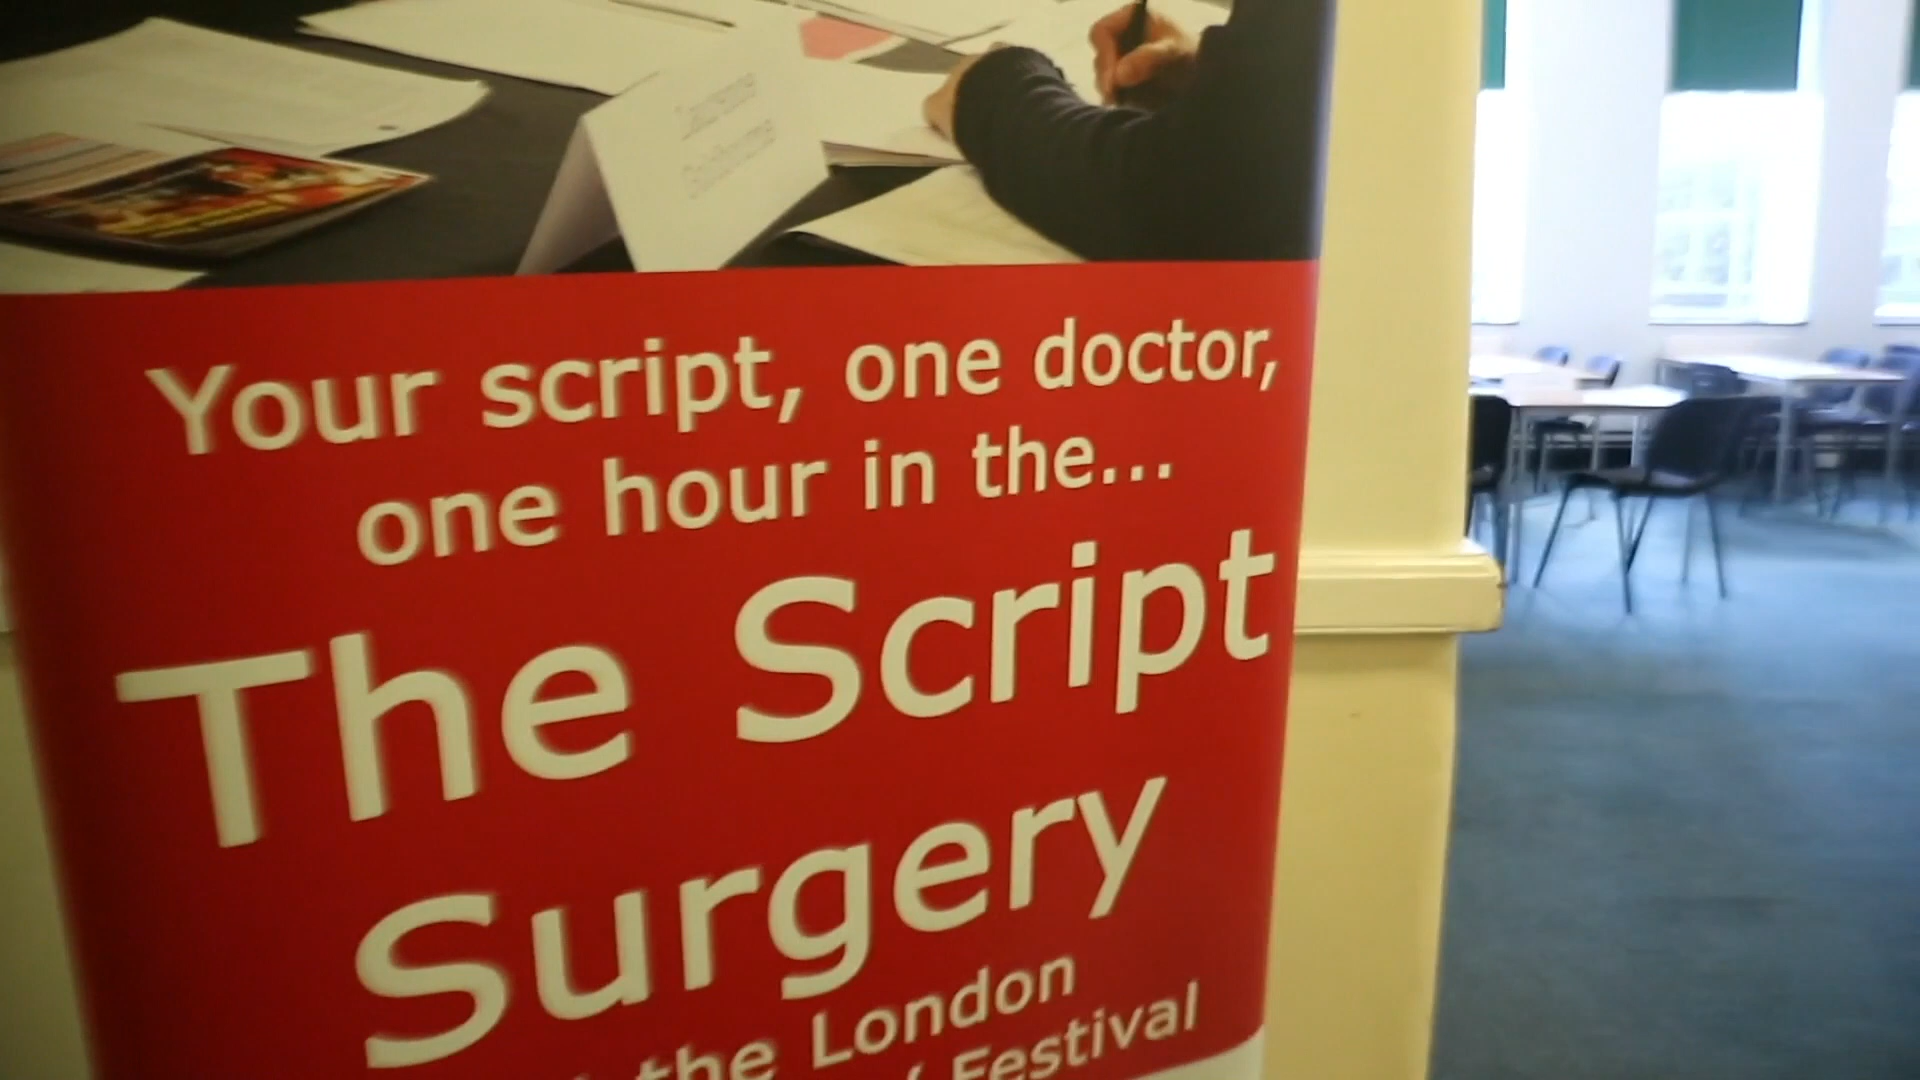 Your script, one doctor,
one hour in the...
The Script
Surgery
the London
Festival